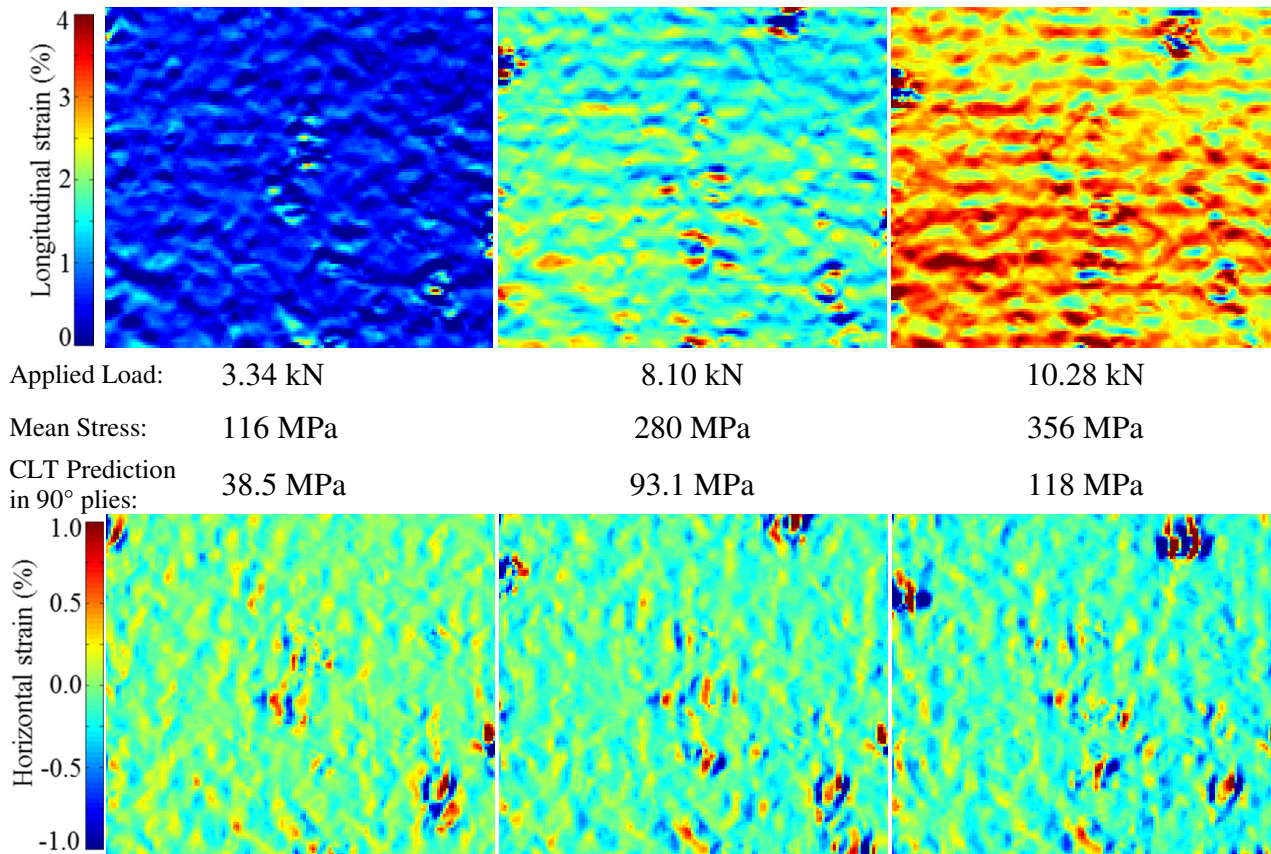 Longitudinal strain (%)
4
3
2
1
0
Applied Load: 3.34 kN 8.10 kN 10.28 kN
Mean Stress: 116 MPa 280 MPa 356 MPa
CLT Prediction
in 90° plies: 38.5 MPa 93.1 MPa 118 MPa
Horizontal strain (%)
1.0
0.5
0.0
-0.5
-1.0